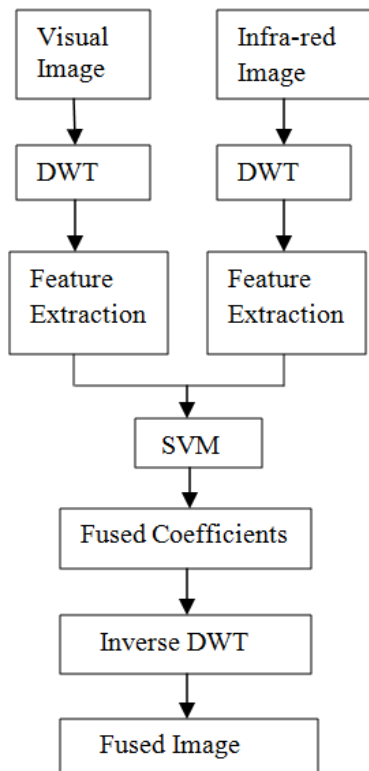 Visual
Image
Infra-red
Image
DWT
DWT
Feature
Extraction
Feature
Extraction
SVM
Fused Coefficients
Inverse DWT
Fused Image